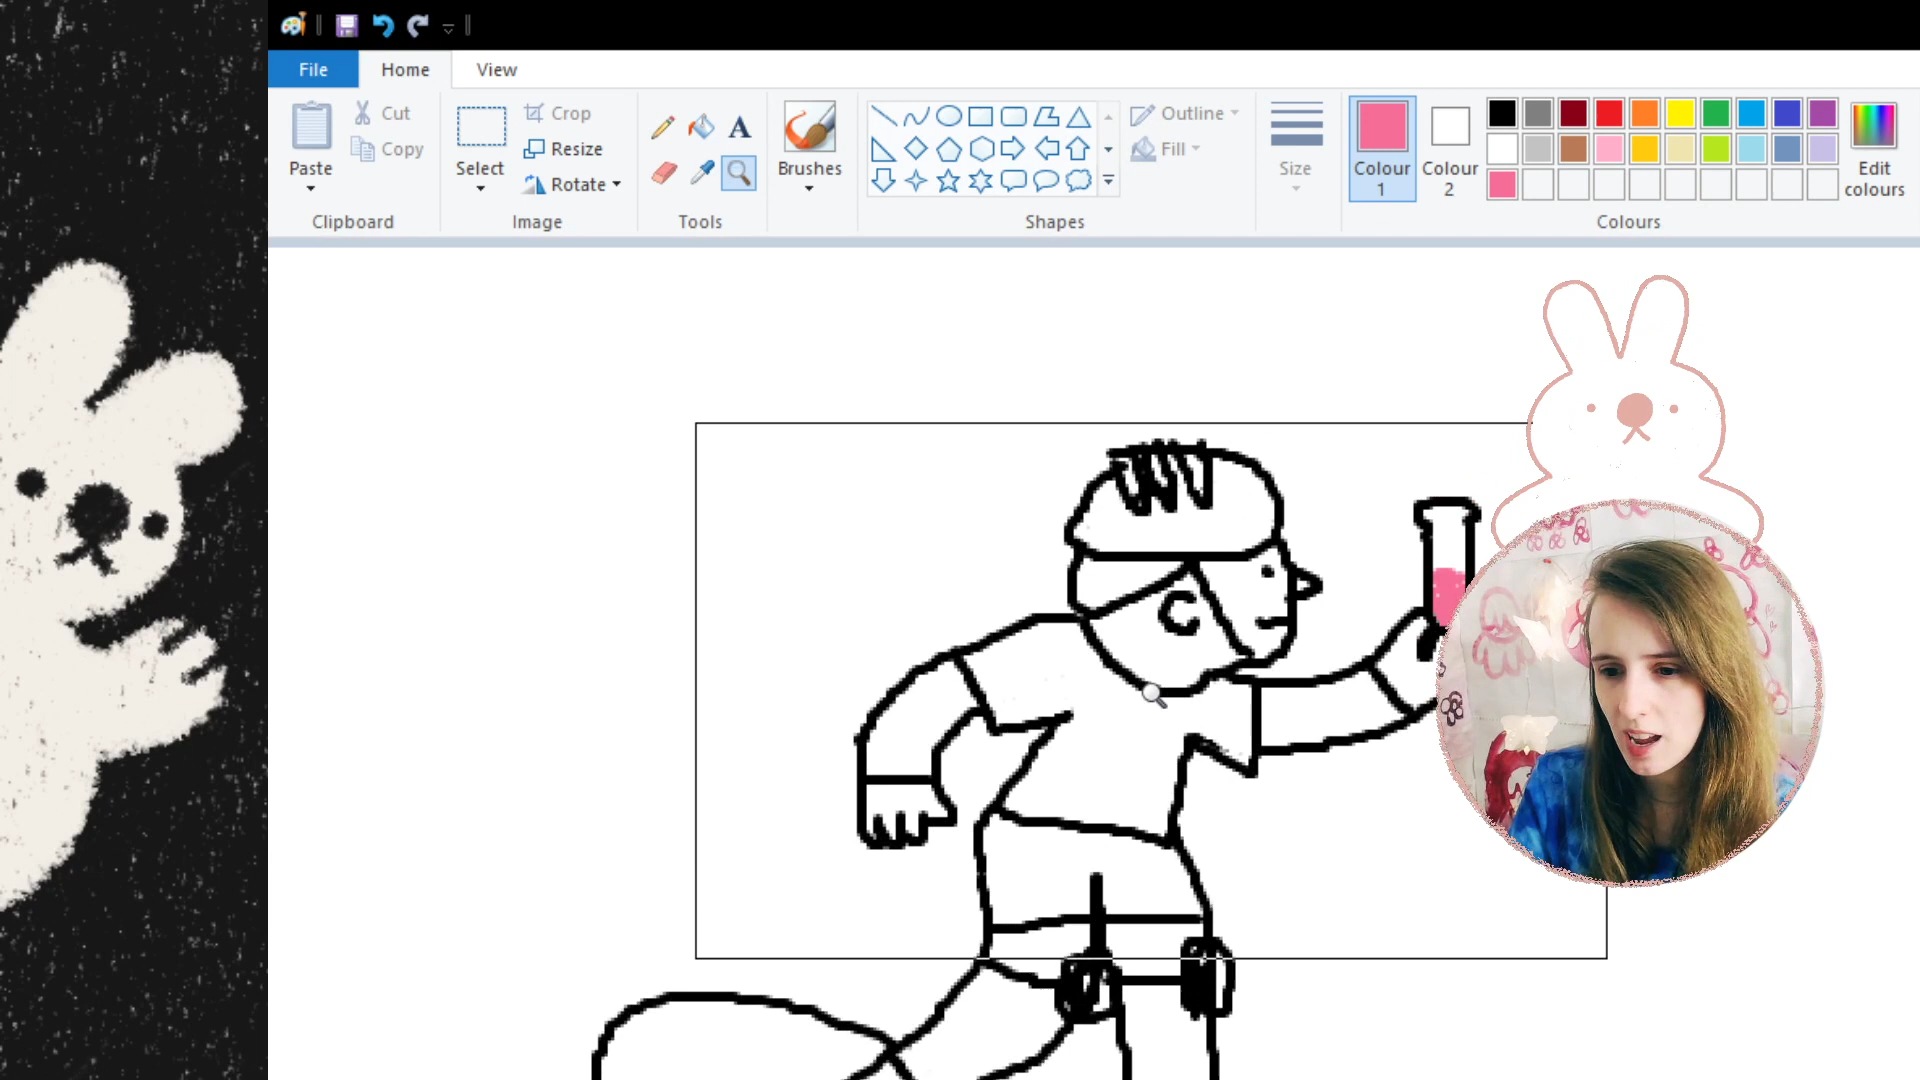 File Home View
Paste
Cut
Copy
Clipboard
Select
Crop
Resize
Rotate
Image
A
Tools
Brushes
Outline
Fill
Shapes
Size
Colour 1
Colour 2
Edit colours
Colours